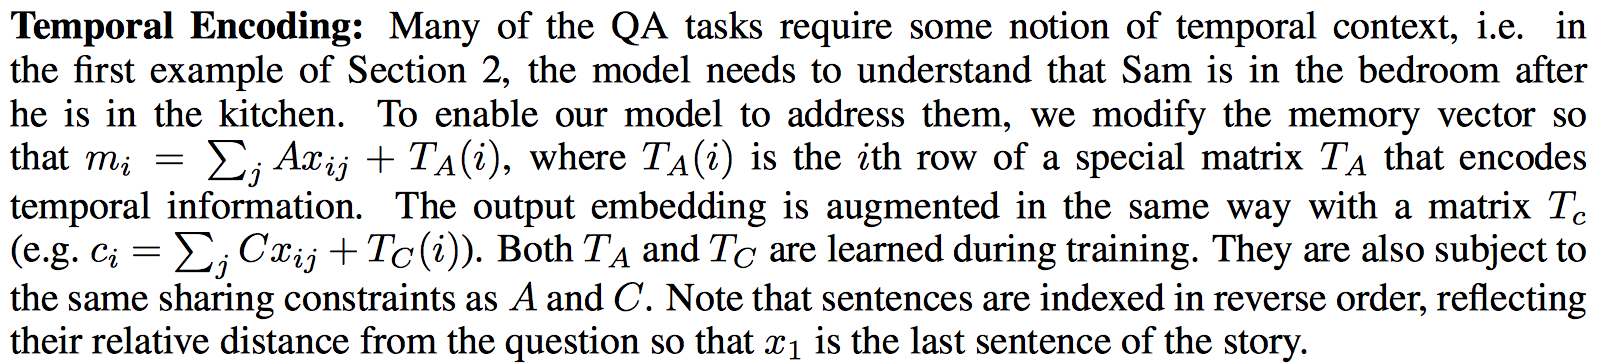 Temporal Encoding: Many of the QA tasks require some notion of temporal context, i.e. in
the first example of Section 2, the model needs to understand that Sam is in the bedroom after
he is in the kitchen. To enable our model to address them, we modify the memory vector so
that $m_i = \sum_j Ax_{ij} + T_A(i)$, where $T_A(i)$ is the $i$th row of a special matrix $T_A$ that encodes
temporal information. The output embedding is augmented in the same way with a matrix $T_c$
(e.g. $c_i = \sum_j Cx_{ij} + T_C(i)$). Both $T_A$ and $T_C$ are learned during training. They are also subject to
the same sharing constraints as $A$ and $C$. Note that sentences are indexed in reverse order, reflecting
their relative distance from the question so that $x_1$ is the last sentence of the story.